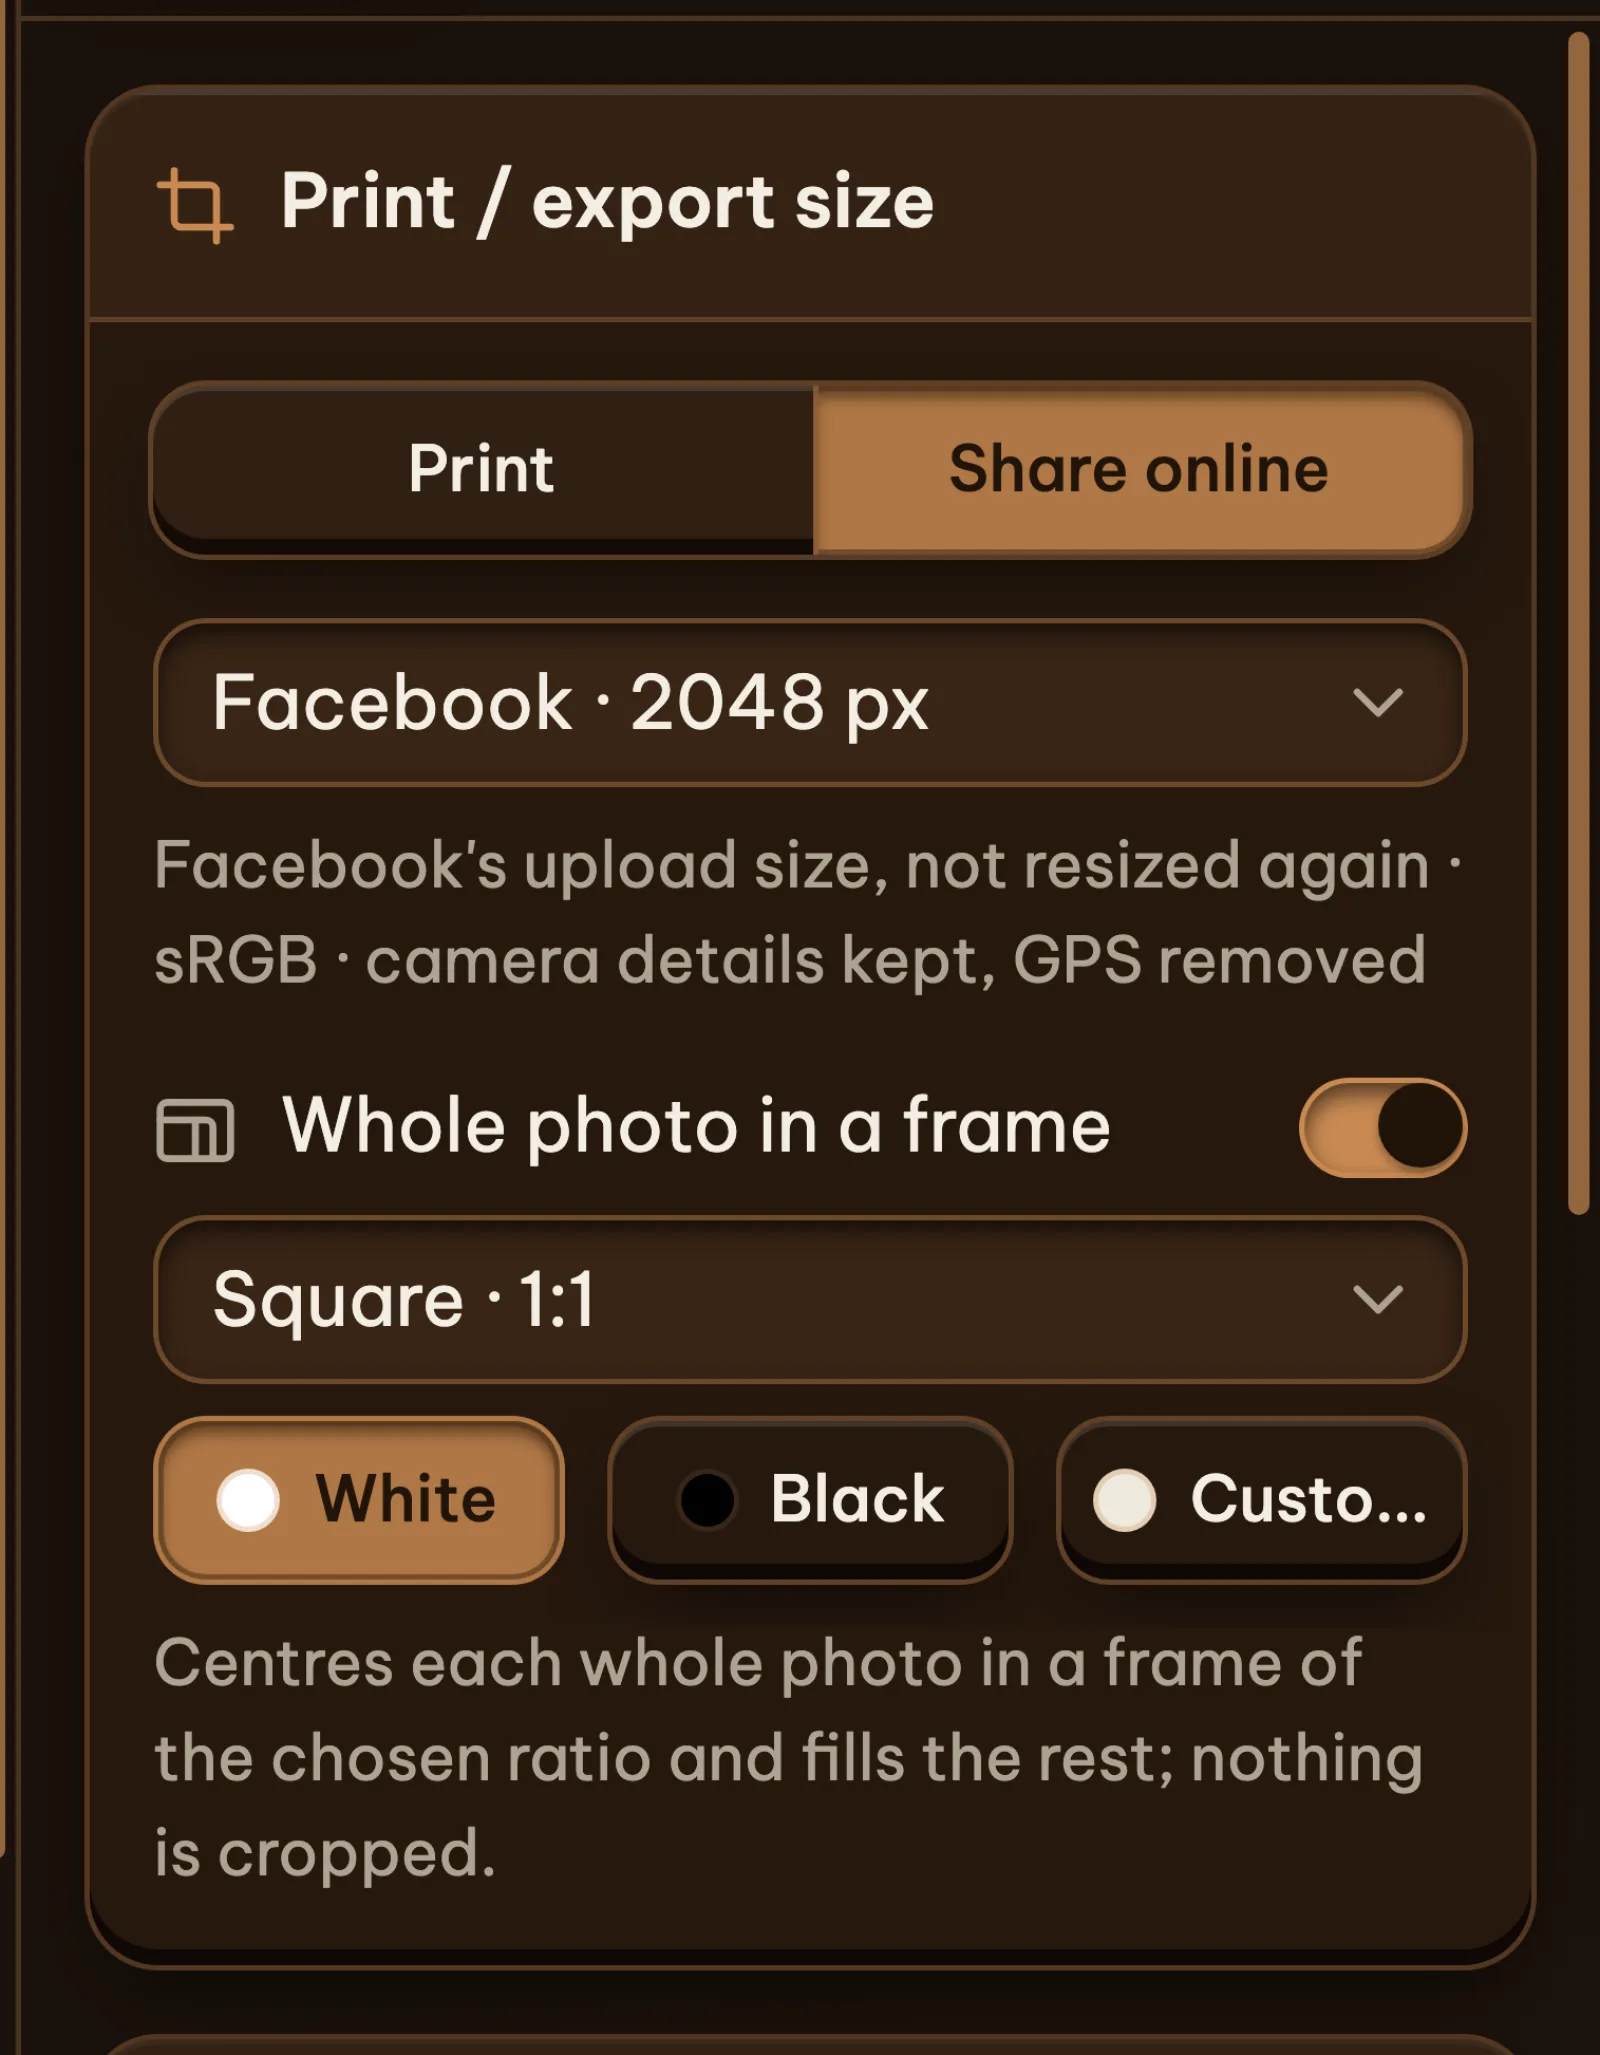 Print / export size
Print
Share online
Facebook · 2048 px
Facebook's upload size, not resized again ·
sRGB · camera details kept, GPS removed
Whole photo in a frame
Square · 1:1
White
Black
Custo...
Centres each whole photo in a frame of
the chosen ratio and fills the rest; nothing
is cropped.